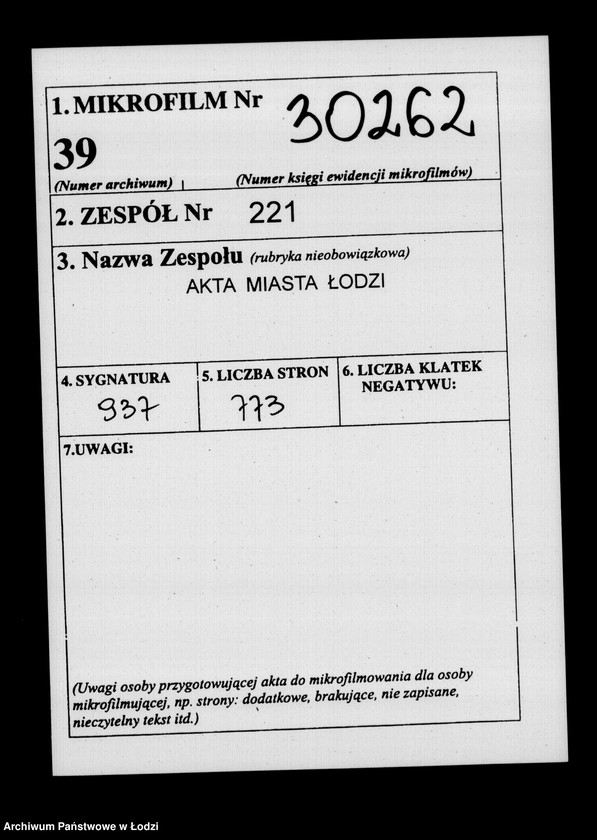 1. MIKROFILM Nr 30262
39
(Numer archiwum) (Numer księgi ewidencji mikrofilmów)
2. ZESPÓŁ Nr 221
3. Nazwa Zespołu (rubryka nieobowiązkowa)
AKTA MIASTA ŁODZI
4. SYGNATURA
937
5. LICZBA STRON
773
6. LICZBA KLATEK
NEGATYWU:
7.UWAGI:
(Uwagi osoby przygotowującej akta do mikrofilmowania dla osoby
mikrofilmującej, np. strony: dodatkowe, brakujące, nie zapisane,
nieczytelny tekst itd.)
Archiwum Państwowe w Łodzi